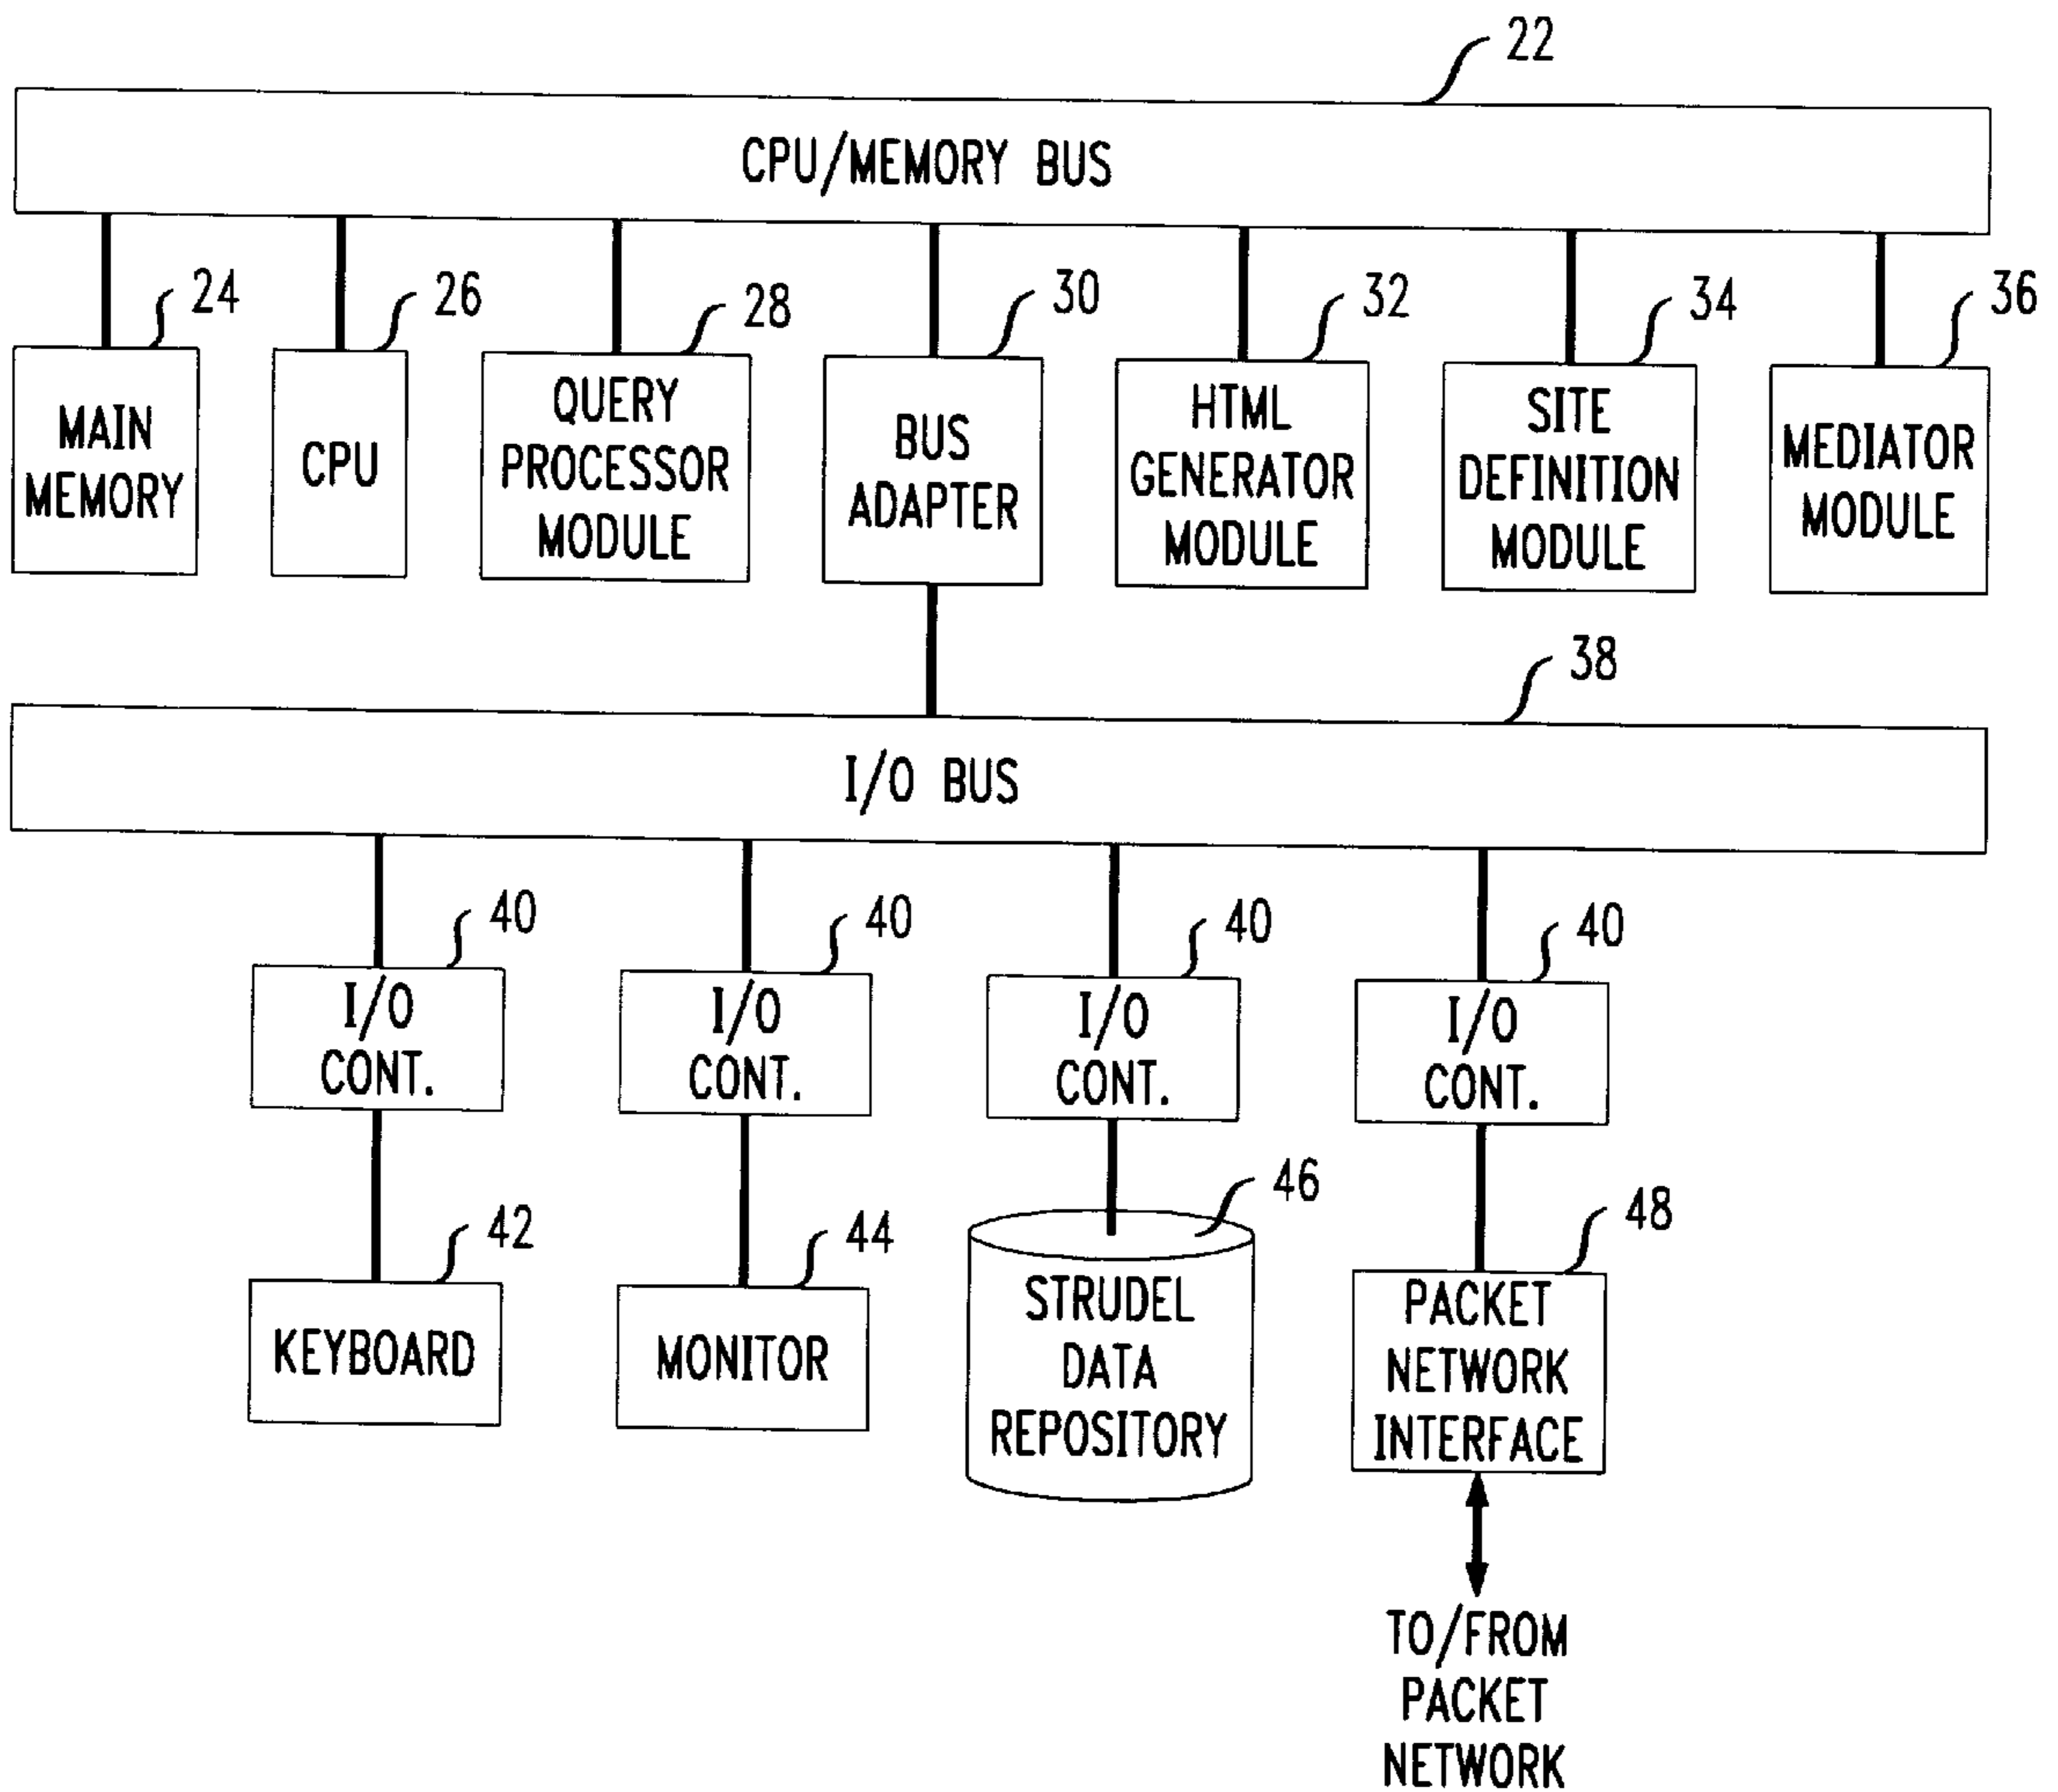 22
CPU/MEMORY BUS
24
26
28
30
32
34
36
MAIN
MEMORY
CPU
QUERY
PROCESSOR
MODULE
BUS
ADAPTER
HTML
GENERATOR
MODULE
SITE
DEFINITION
MODULE
MEDIATOR
MODULE
38
I/O BUS
40
40
40
40
I/O
CONT.
I/O
CONT.
I/O
CONT.
I/O
CONT.
42
44
46
48
KEYBOARD
MONITOR
STRUDEL
DATA
REPOSITORY
PACKET
NETWORK
INTERFACE
TO/FROM
PACKET
NETWORK